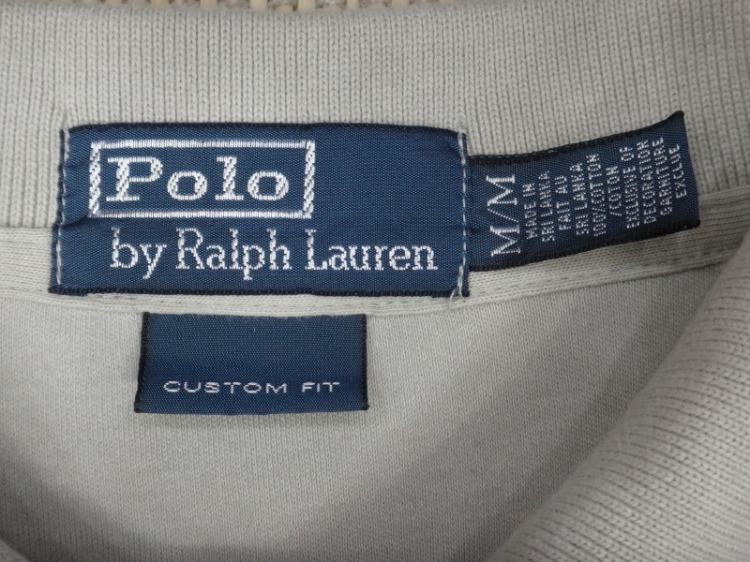 Polo
by Ralph Lauren
M/M
MADE IN
SRI LANKA
FAIT AU
SRI LANKA
100% COTTON
/COTON
EXCLUSIVE OF
DECORATION
GARNITURE
EXCLUE
CUSTOM FIT